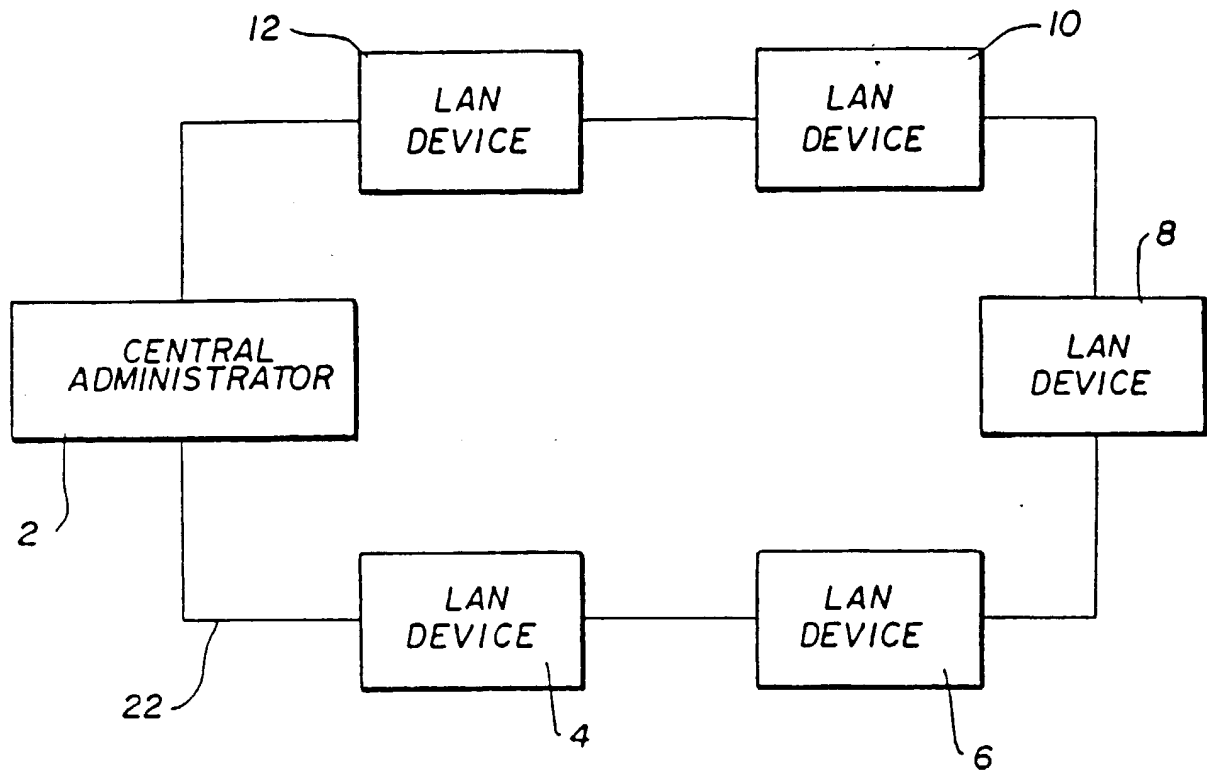 12
10
LAN
DEVICE
LAN
DEVICE
8
CENTRAL
ADMINISTRATOR
LAN
DEVICE
2
LAN
DEVICE
LAN
DEVICE
22
4
6